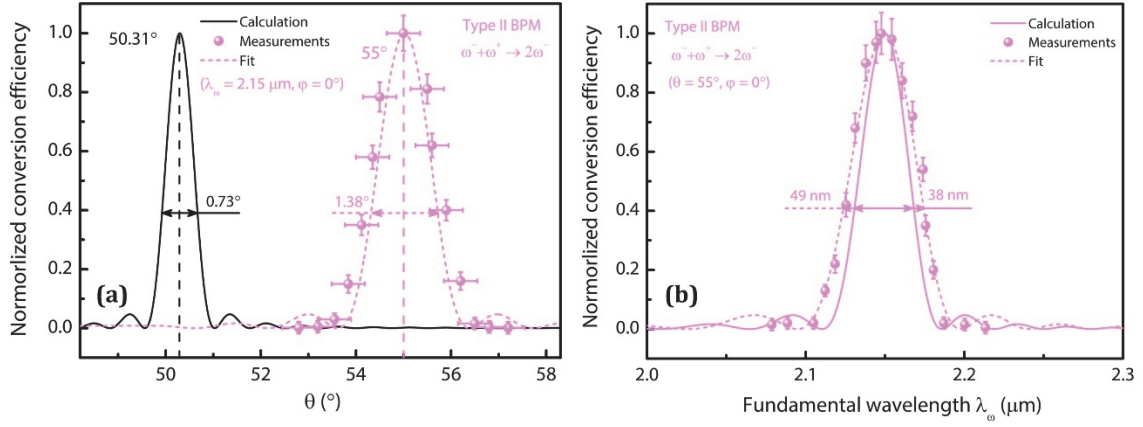 Calculation
Measurements
Fit
(λω = 2.15 μm, φ = 0°)
Type II BPM
ω⁻+ω⁺ → 2ω⁻
50.31°
55°
0.73°
1.38°
(a)
1.0
0.8
0.6
0.4
0.2
0.0
50
52
54
56
58
Normorlized conversion efficiency
θ (°)
Type II BPM
ω⁻+ω⁺ → 2ω⁻
(θ = 55°, φ = 0°)
Calculation
Measurements
Fit
49 nm
38 nm
(b)
1.0
0.8
0.6
0.4
0.2
0.0
2.0
2.1
2.2
2.3
Normorlized conversion efficiency
Fundamental wavelength λω (μm)